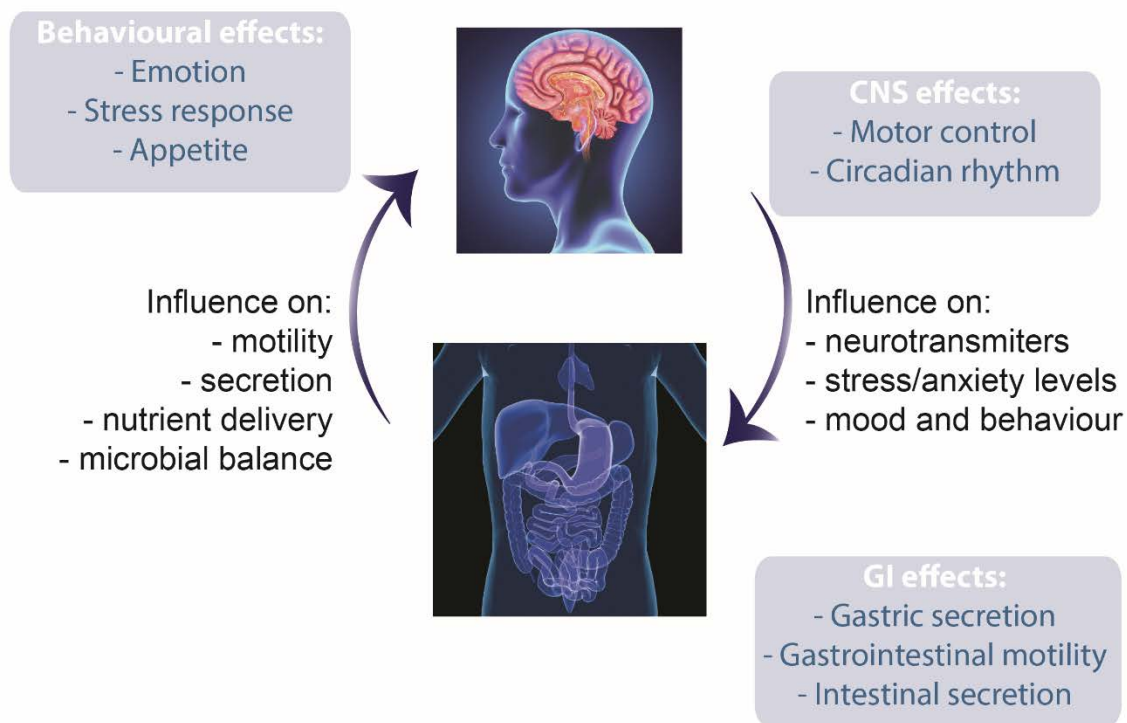 Behavioural effects:
- Emotion
- Stress response
- Appetite
CNS effects:
- Motor control
- Circadian rhythm
Influence on:
- motility
- secretion
- nutrient delivery
- microbial balance
Influence on:
- neurotransmiters
- stress/anxiety levels
- mood and behaviour
GI effects:
- Gastric secretion
- Gastrointestinal motility
- Intestinal secretion